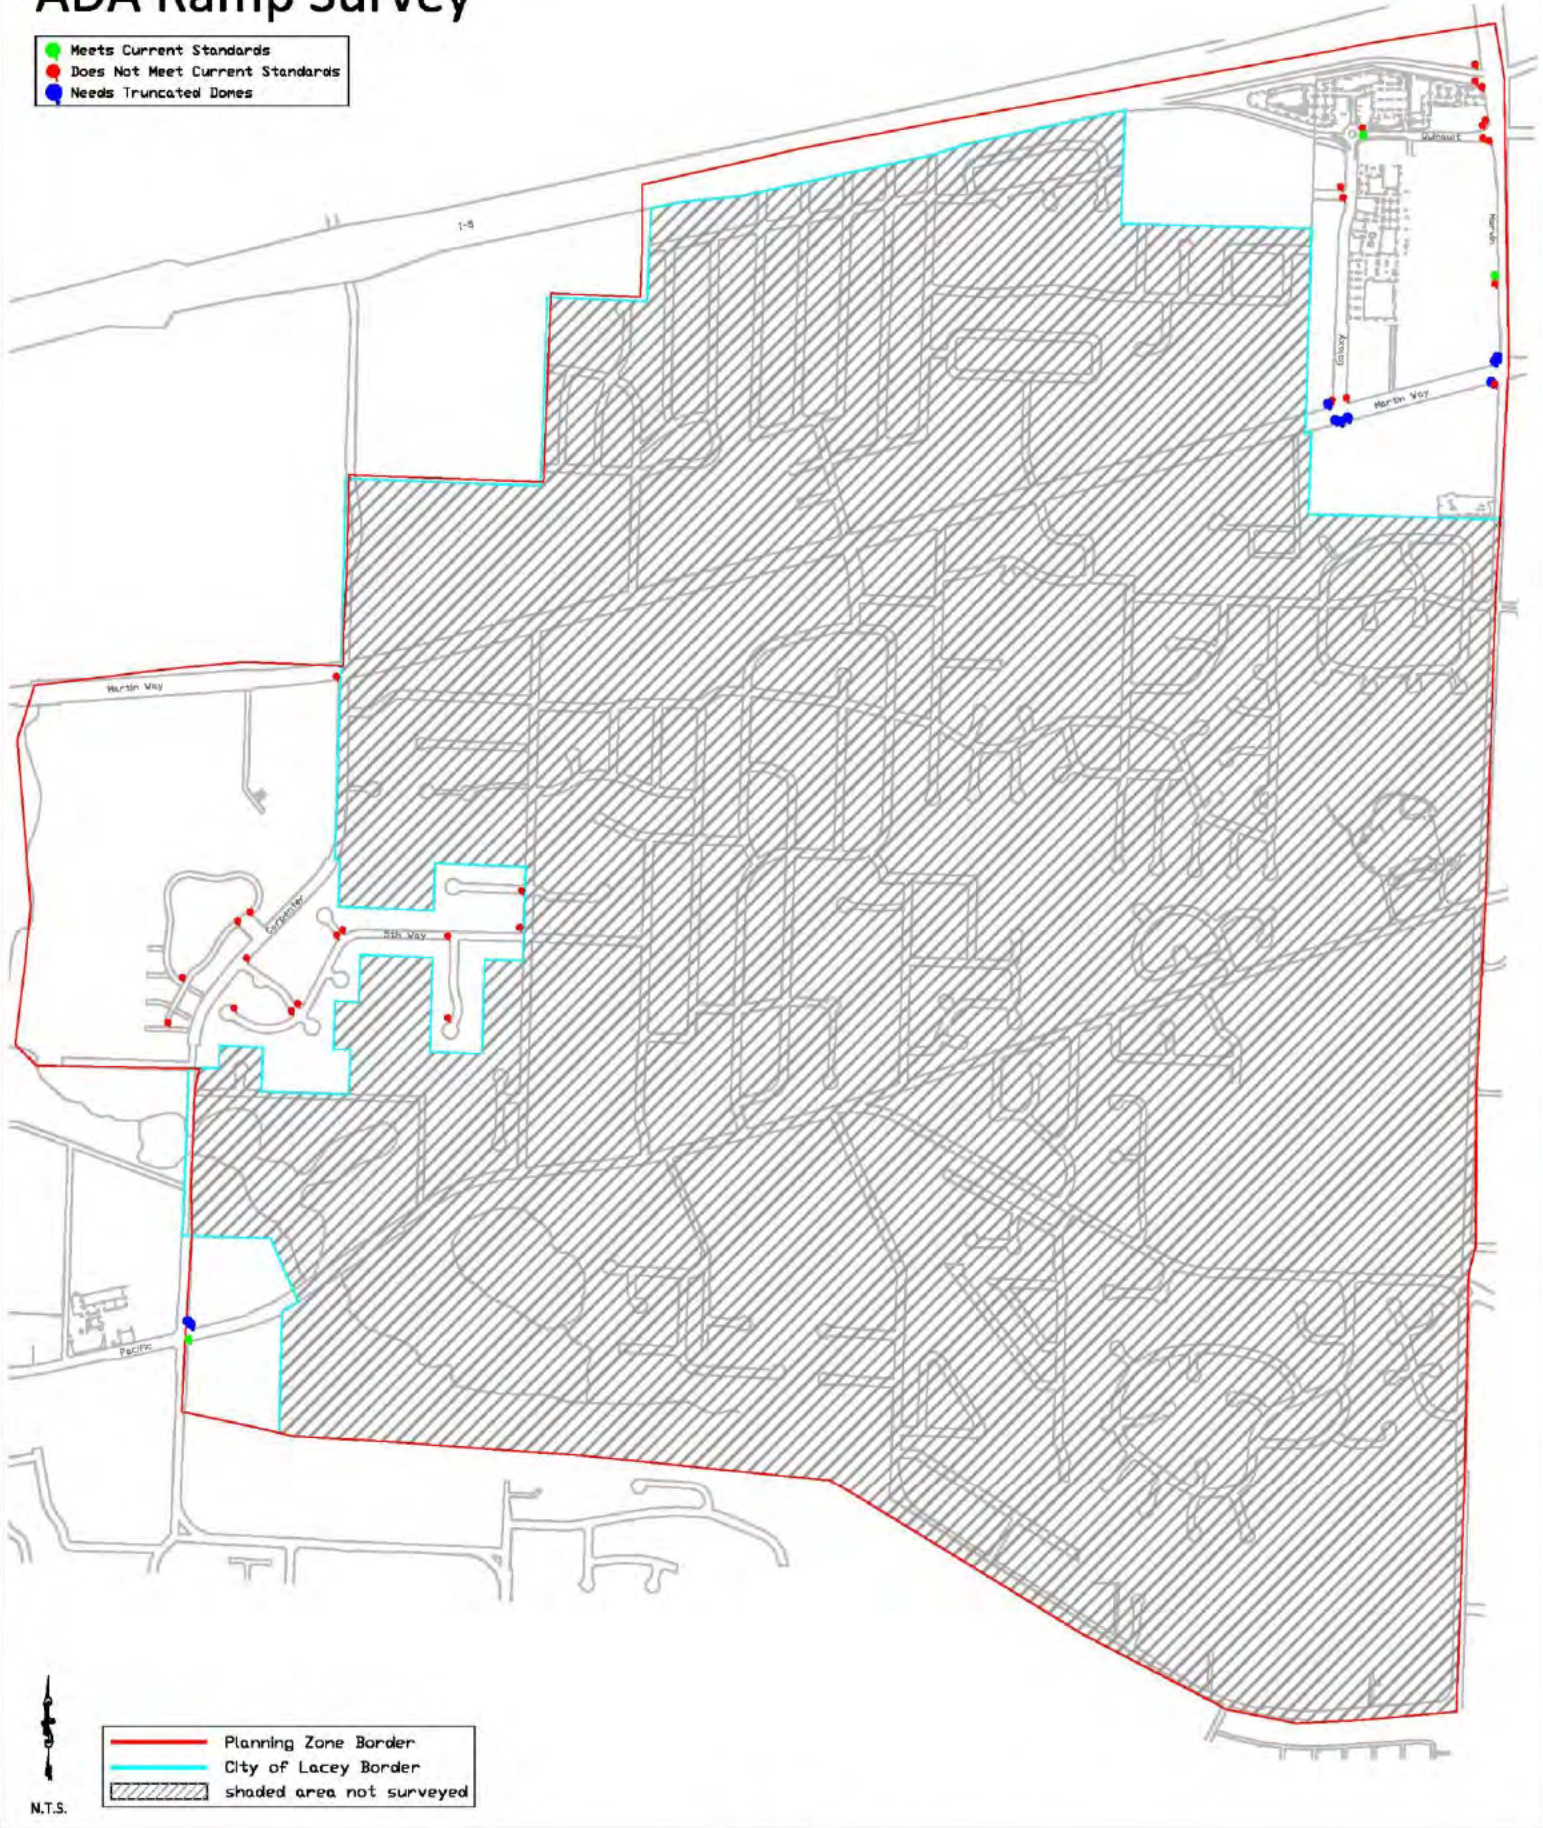 ADA Ramp Survey
Meets Current Standards
Does Not Meet Current Standards
Needs Truncated Domes
Quinault
I-5
Marvin
Galaxy
Martin Way
Martin Way
Carpenter
5th Way
Pacific
Planning Zone Border
City of Lacey Border
shaded area not surveyed
N.T.S.